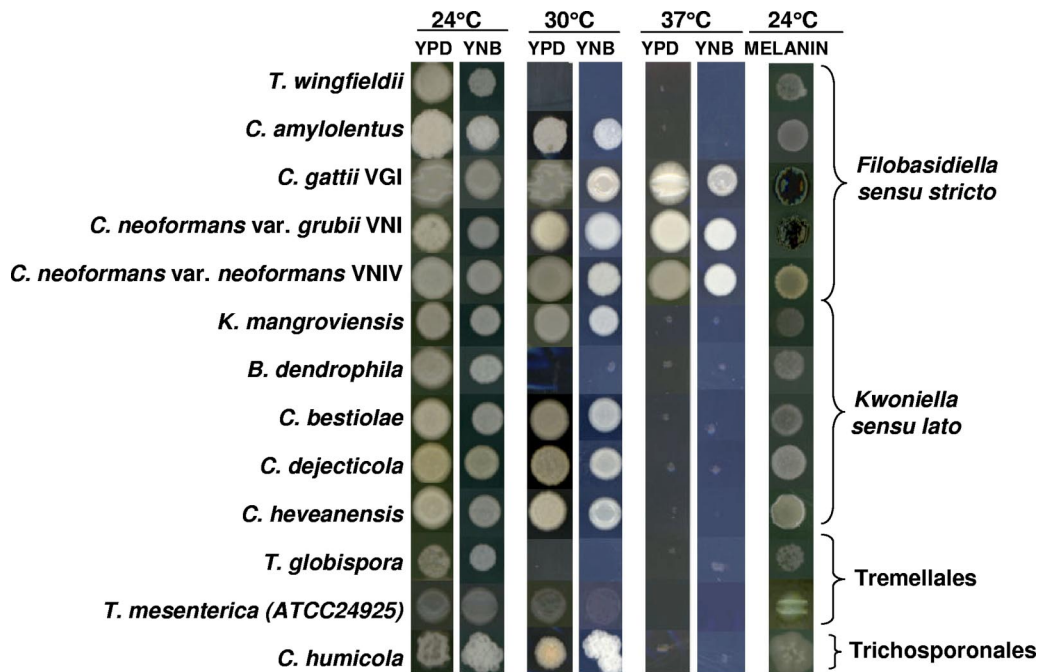 24°C 30°C 37°C 24°C
YPD YNB YPD YNB YPD YNB MELANIN
T. wingfieldii
C. amylolentus
C. gattii VGI
C. neoformans var. grubii VNI
C. neoformans var. neoformans VNIV
K. mangroviensis
B. dendrophila
C. bestiolae
C. dejecticola
C. heveanensis
T. globispora
T. mesenterica (ATCC24925)
C. humicola
Filobasidiella
sensu stricto
Kwoniella
sensu lato
Tremellales
Trichosporonales